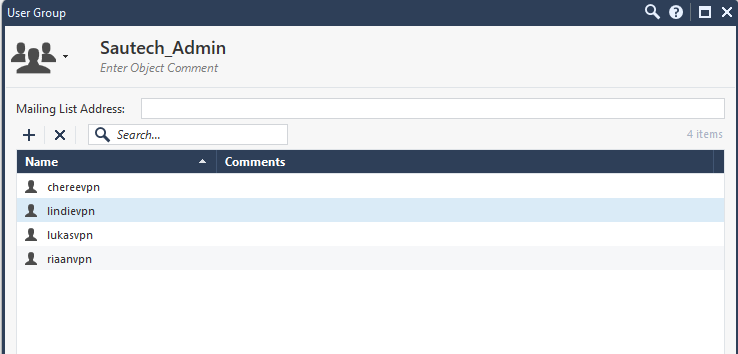 User Group
Sautech_Admin
Enter Object Comment
Mailing List Address:
Search...
4 items
Name Comments
chereevpn
lindievpn
lukasvpn
riaanvpn